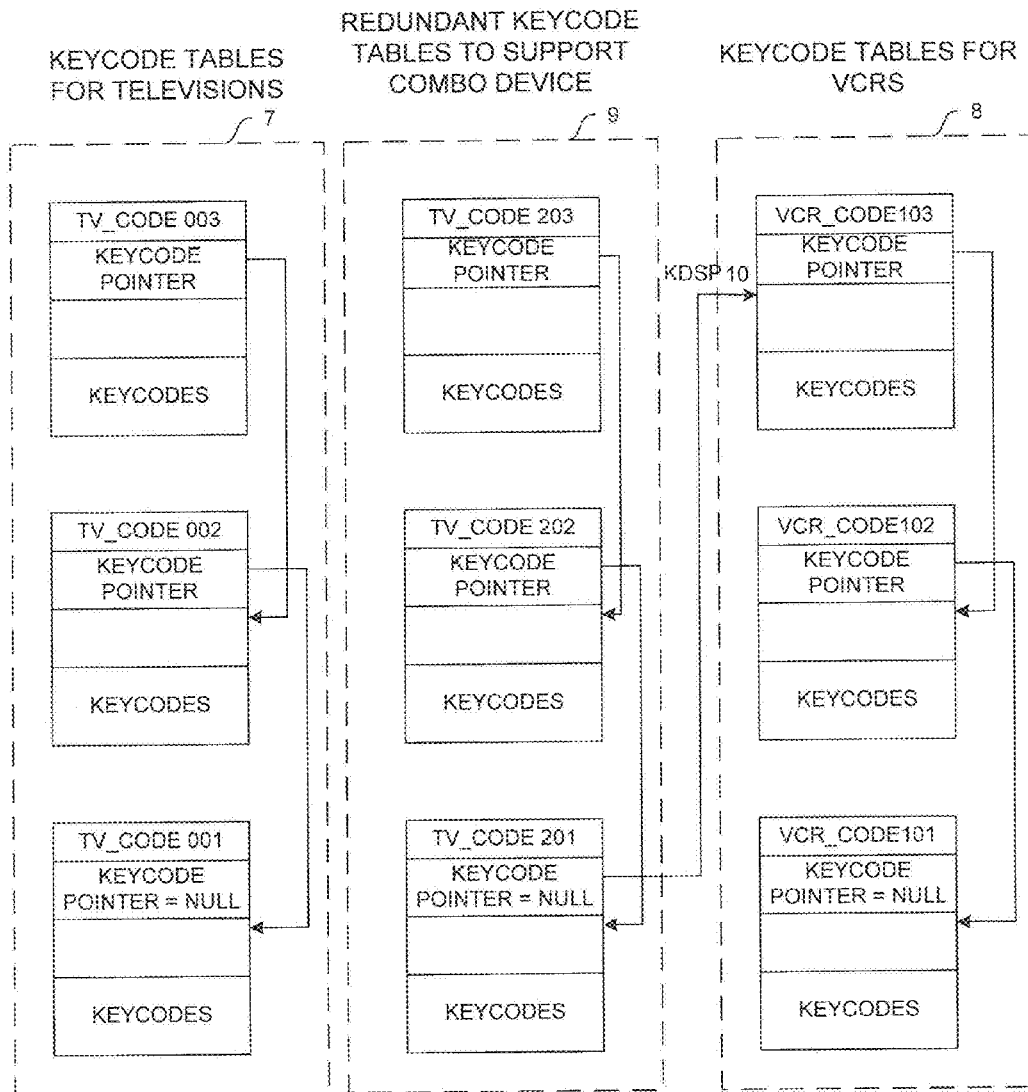 KEYCODE TABLES
FOR TELEVISIONS
7
REDUNDANT KEYCODE
TABLES TO SUPPORT
COMBO DEVICE
9
KEYCODE TABLES FOR
VCRS
8
TV_CODE 003
KEYCODE
POINTER
KEYCODES
TV_CODE 002
KEYCODE
POINTER
KEYCODES
TV_CODE 001
KEYCODE
POINTER = NULL
KEYCODES
TV_CODE 203
KEYCODE
POINTER
KEYCODES
TV_CODE 202
KEYCODE
POINTER
KEYCODES
TV_CODE 201
KEYCODE
POINTER = NULL
KEYCODES
KDSP 10
VCR_CODE103
KEYCODE
POINTER
KEYCODES
VCR_CODE102
KEYCODE
POINTER
KEYCODES
VCR_CODE101
KEYCODE
POINTER = NULL
KEYCODES